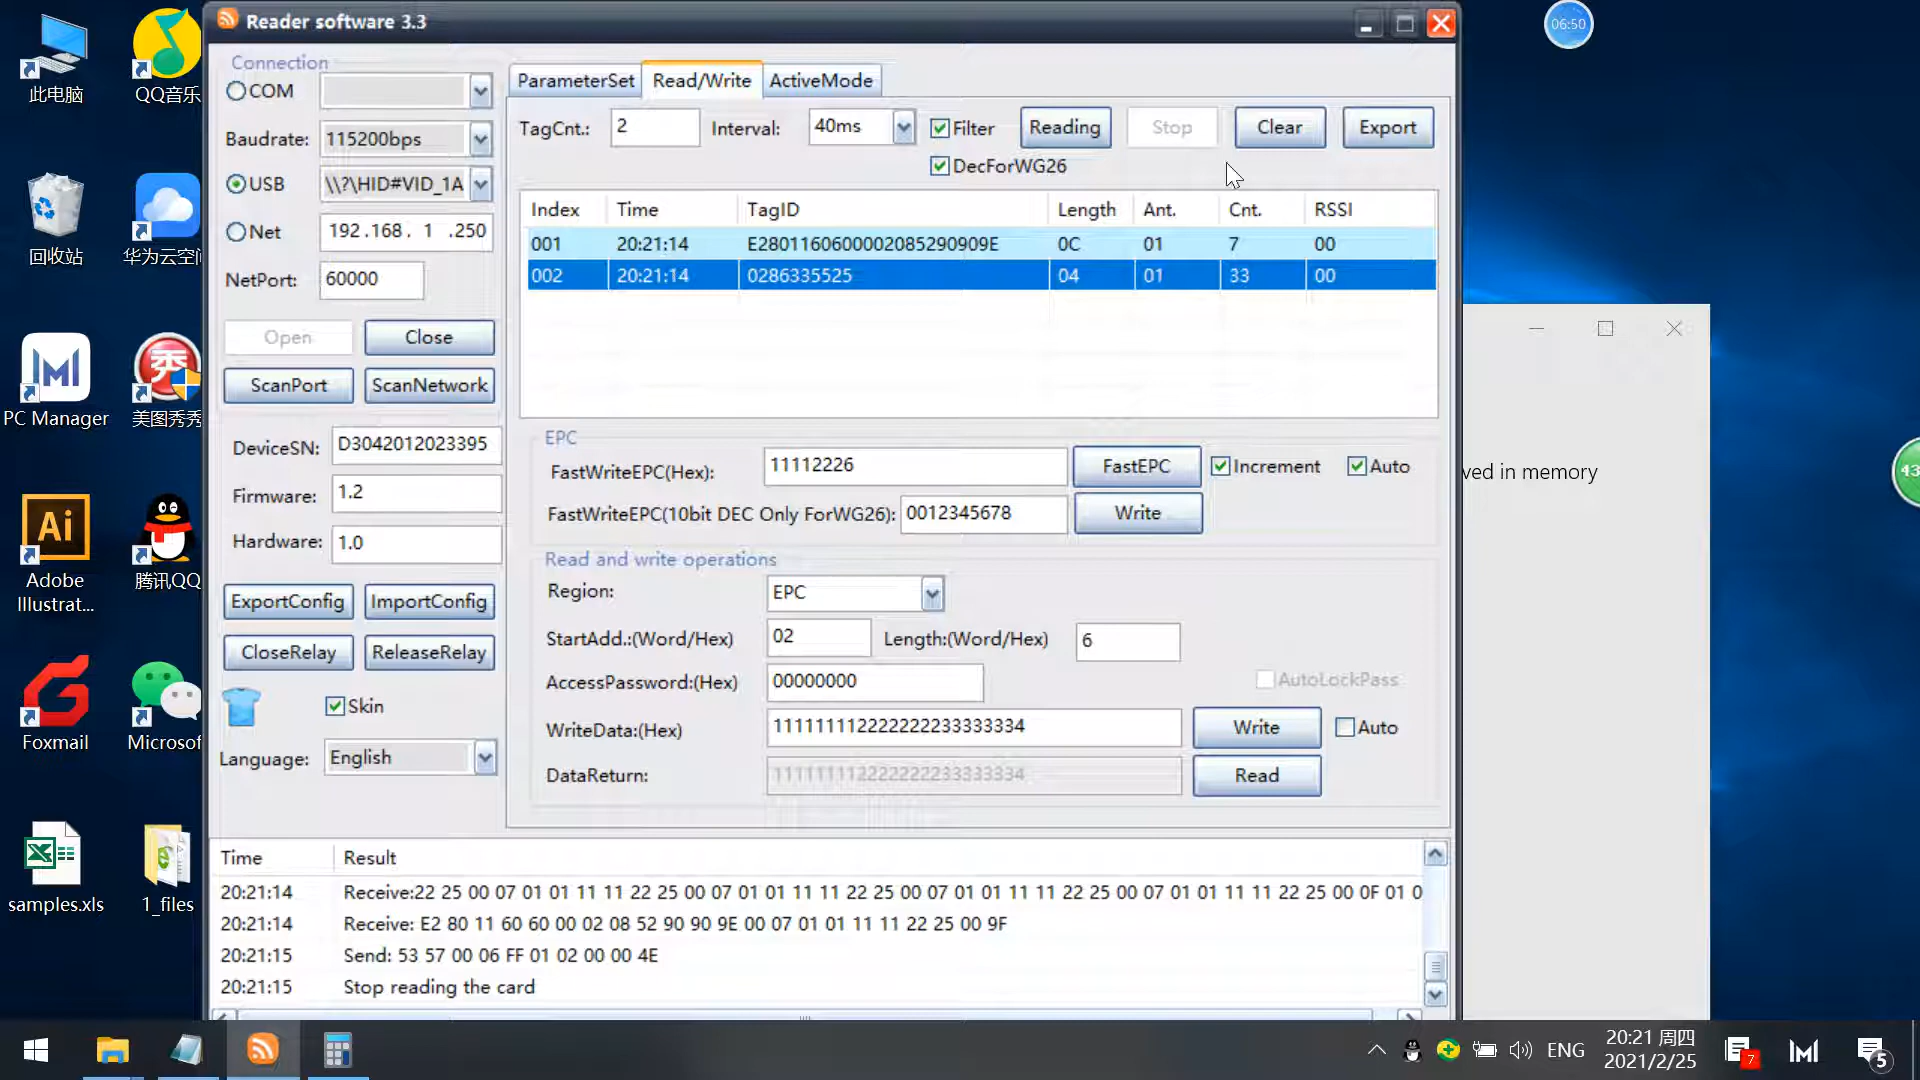 Reader software 3.3
06:50
此电脑
QQ音乐
回收站
华为云空间
PC Manager
美图秀秀
Adobe
Illustrat...
腾讯QQ
Foxmail
Microsof
samples.xls
1_files
Connection
COM
Baudrate: 115200bps
USB \\?\HID#VID_1A
Net 192.168. 1 .250
NetPort: 60000
Open Close
ScanPort ScanNetwork
DeviceSN: D3042012023395
Firmware: 1.2
Hardware: 1.0
ExportConfig ImportConfig
CloseRelay ReleaseRelay
Skin
Language: English
ParameterSet Read/Write ActiveMode
TagCnt.: 2 Interval: 40ms Filter Reading Stop Clear Export
DecForWG26
Index Time TagID Length Ant. Cnt. RSSI
001 20:21:14 E2801160600002085290909E 0C 01 7 00
002 20:21:14 0286335525 04 01 33 00
EPC
FastWriteEPC(Hex): 11112226 FastEPC Increment Auto
FastWriteEPC(10bit DEC Only ForWG26): 0012345678 Write
Read and write operations
Region: EPC
StartAdd.:(Word/Hex) 02 Length:(Word/Hex) 6
AccessPassword:(Hex) 00000000 AutoLockPass
WriteData:(Hex) 111111112222222233333334 Write Auto
DataReturn: 111111112222222233333334 Read
Time Result
20:21:14 Receive:22 25 00 07 01 01 11 11 22 25 00 07 01 01 11 11 22 25 00 07 01 01 11 11 22 25 00 07 01 01 11 11 22 25 00 0F 01 0
20:21:14 Receive: E2 80 11 60 60 00 02 08 52 90 90 9E 00 07 01 01 11 11 22 25 00 9F
20:21:15 Send: 53 57 00 06 FF 01 02 00 00 4E
20:21:15 Stop reading the card
ved in memory
43
ENG
20:21 周四
2021/2/25
7
5